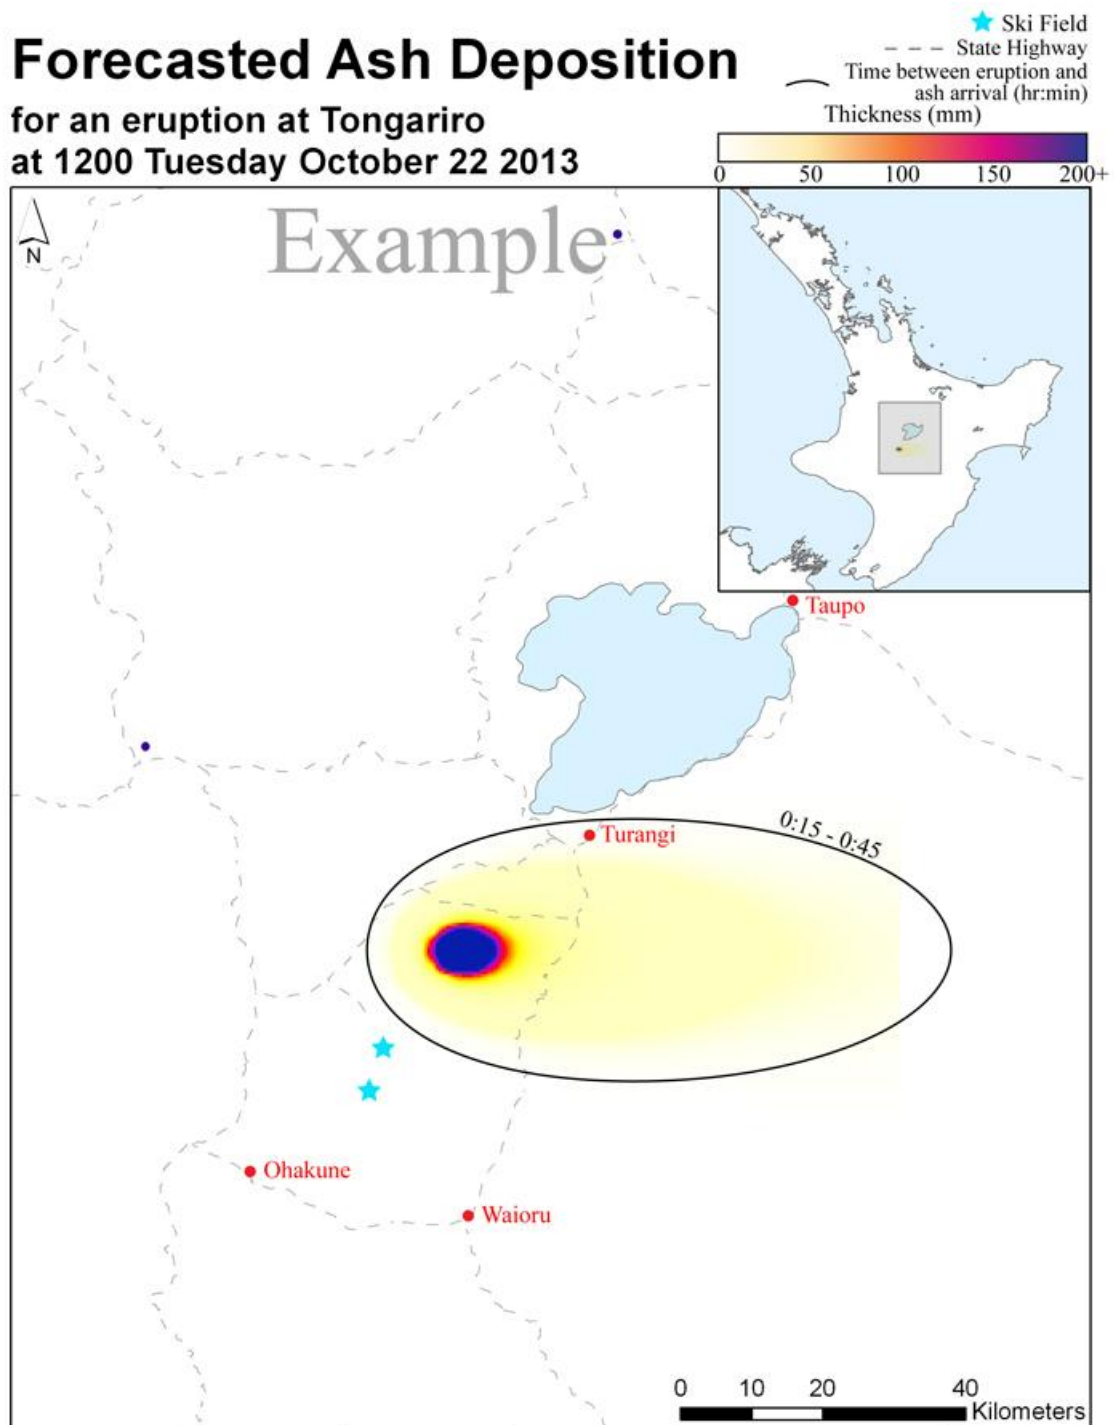 Forecasted Ash Deposition
for an eruption at Tongariro
at 1200 Tuesday October 22 2013
Ski Field
State Highway
Time between eruption and
ash arrival (hr:min)
Thickness (mm)
0 50 100 150 200+
N
Example
Taupo
0:15 - 0:45
Turangi
Ohakune
Waioru
0 10 20 40
Kilometers